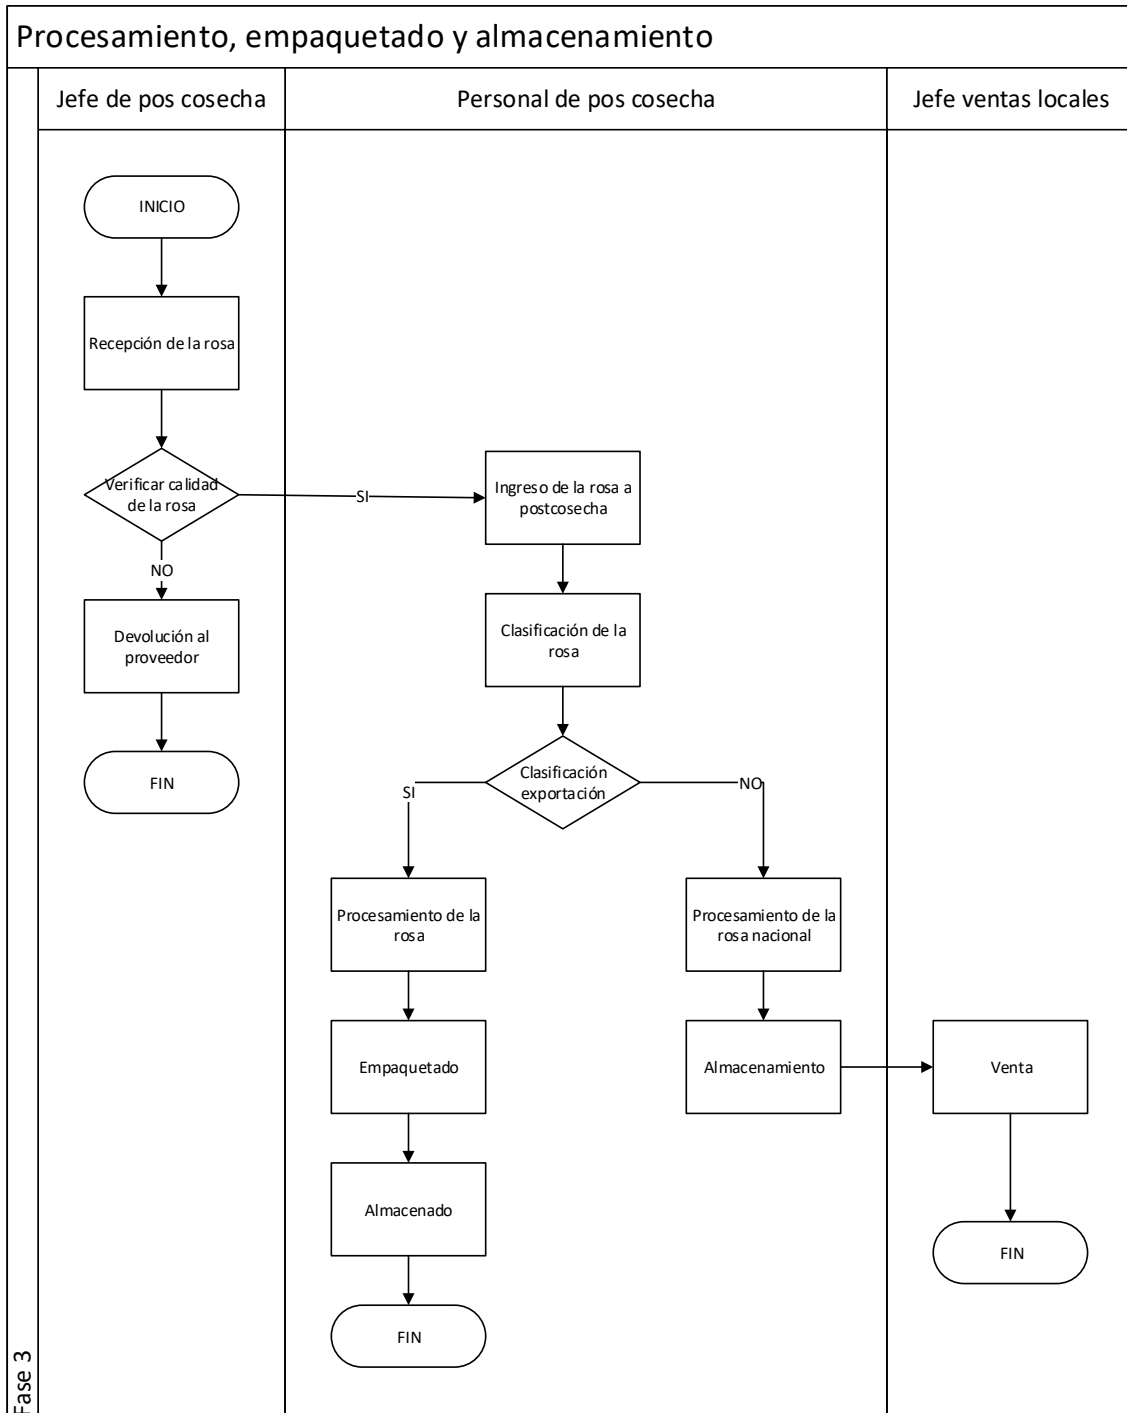 Procesamiento, empaquetado y almacenamiento
Jefe de pos cosecha
Personal de pos cosecha
Jefe ventas locales
INICIO
Recepción de la rosa
Verificar calidad
de la rosa
SI
Ingreso de la rosa a
postcosecha
NO
Devolución al
proveedor
Clasificación de la
rosa
FIN
Clasificación
exportación
SI
NO
Procesamiento de la
rosa
Procesamiento de la
rosa nacional
Empaquetado
Almacenamiento
Venta
Almacenado
FIN
FIN
Fase 3